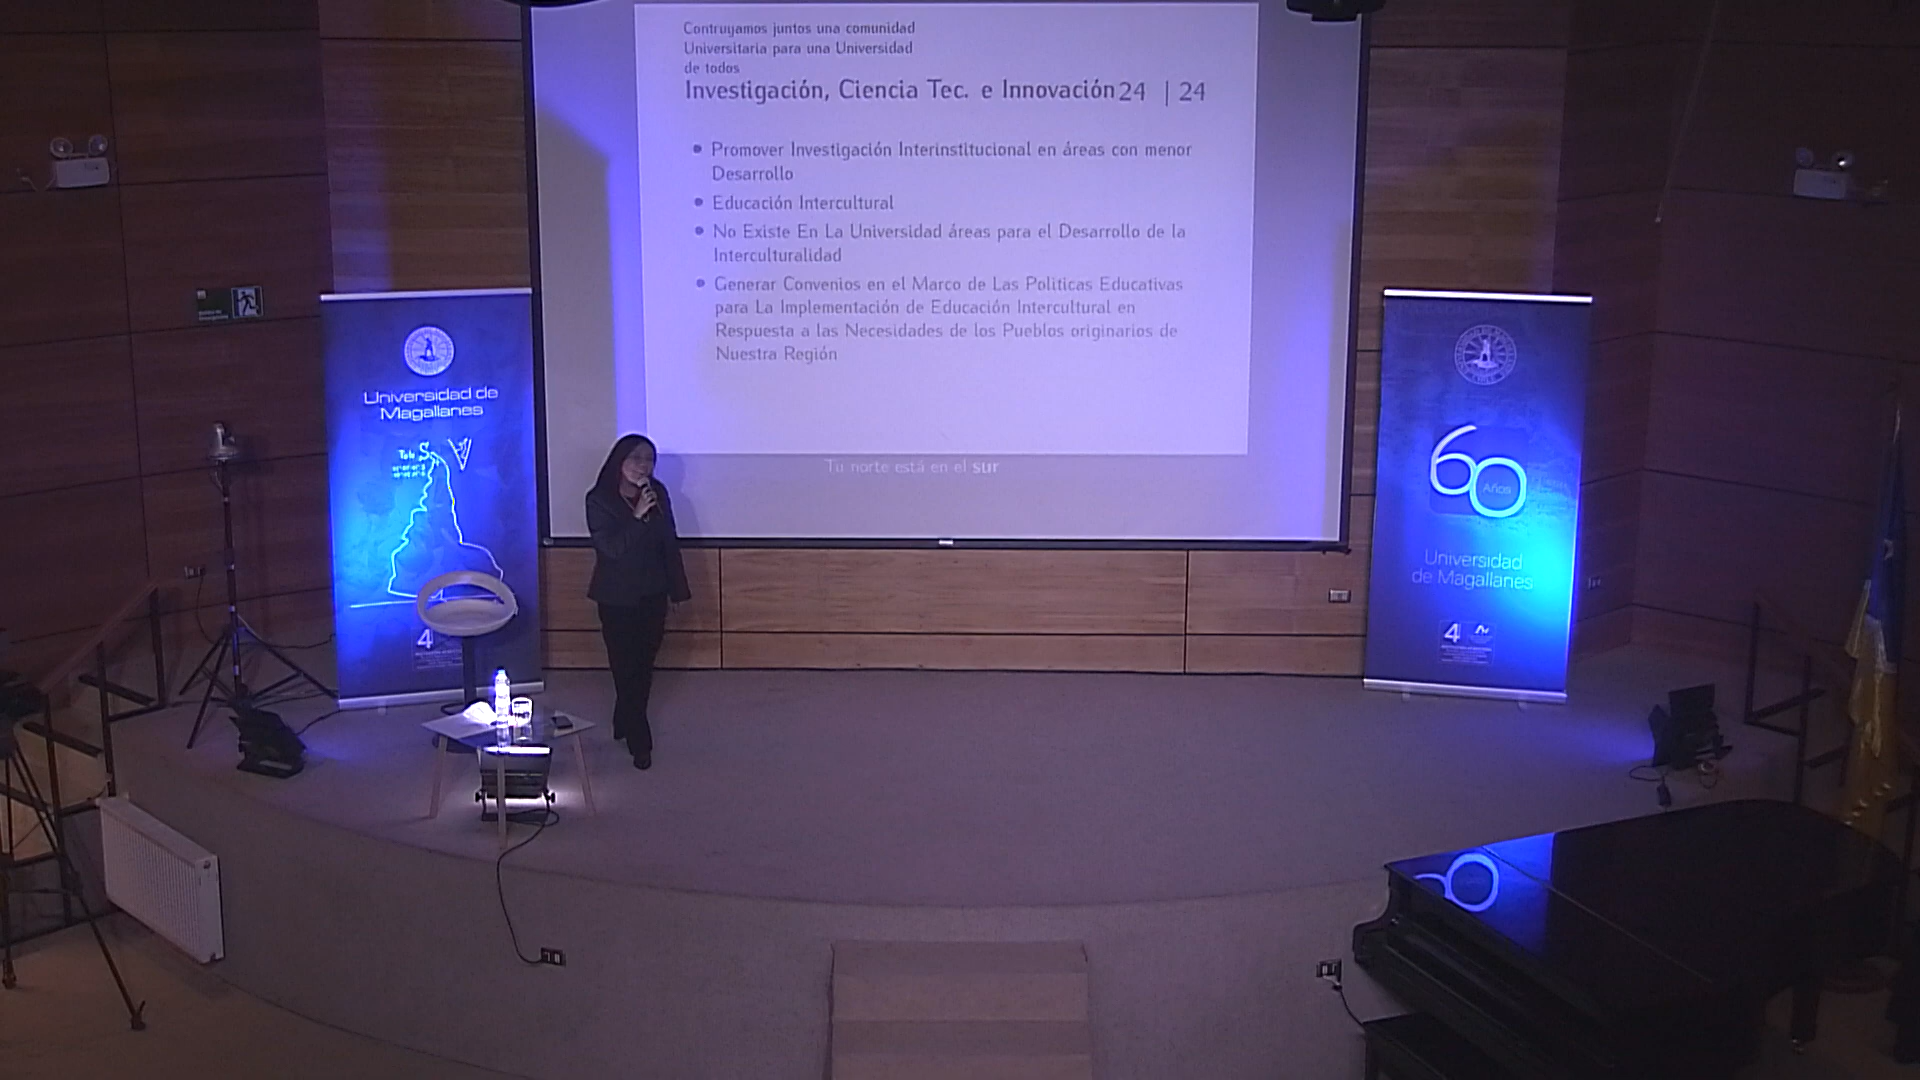 Contruyamos juntos una comunidad
Universitaria para una Universidad
de todos
Investigación, Ciencia Tec. e Innovación 24 | 24
• Promover Investigación Interinstitucional en áreas con menor
Desarrollo
• Educación Intercultural
• No Existe En La Universidad áreas para el Desarrollo de la
Interculturalidad
• Generar Convenios en el Marco de Las Politicas Educativas
para La Implementación de Educación Intercultural en
Respuesta a las Necesidades de los Pueblos originarios de
Nuestra Región
Tu norte está en el sur
Universidad de
Magallanes
4
60
Años
Universidad
de Magallanes
4